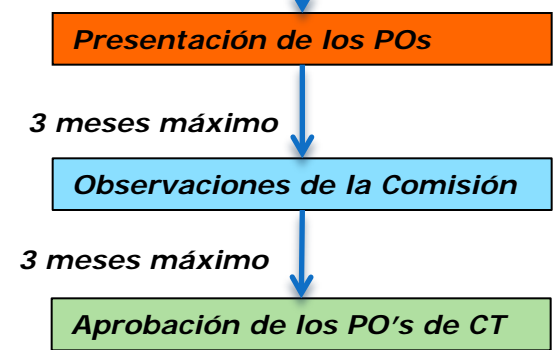 Presentación de los POs
3 meses máximo
Observaciones de la Comisión
3 meses máximo
Aprobación de los PO’s de CT